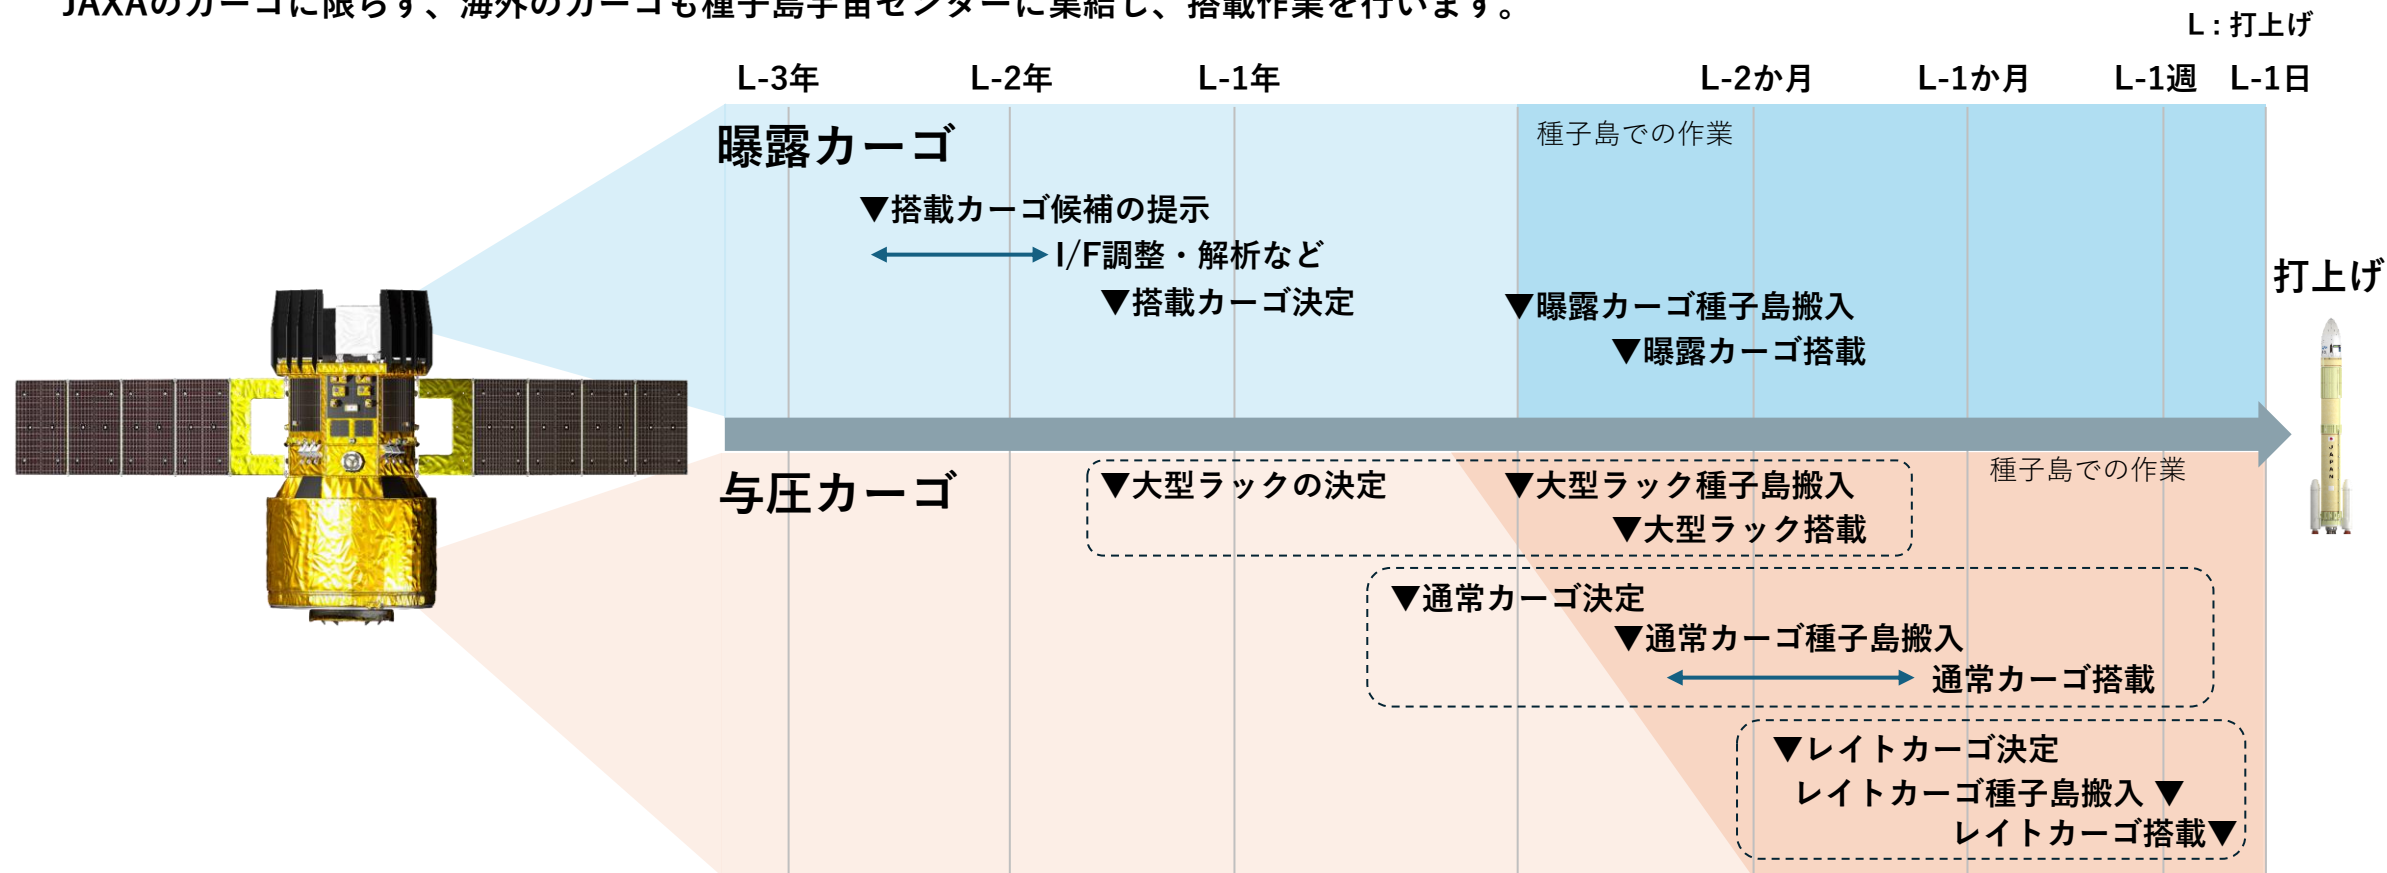 JAXAのカーゴに限らず、海外のカーゴも種子島宇宙センターに集結し、搭載作業を行います。
L : 打上げ
L-3年 L-2年 L-1年 L-2か月 L-1か月 L-1週 L-1日
曝露カーゴ
種子島での作業
▼搭載カーゴ候補の提示
I/F調整・解析など
▼搭載カーゴ決定
▼曝露カーゴ種子島搬入
▼曝露カーゴ搭載
打上げ
与圧カーゴ
種子島での作業
▼大型ラックの決定
▼大型ラック種子島搬入
▼大型ラック搭載
▼通常カーゴ決定
▼通常カーゴ種子島搬入
通常カーゴ搭載
▼レイトカーゴ決定
レイトカーゴ種子島搬入 ▼
レイトカーゴ搭載▼
JAPAN